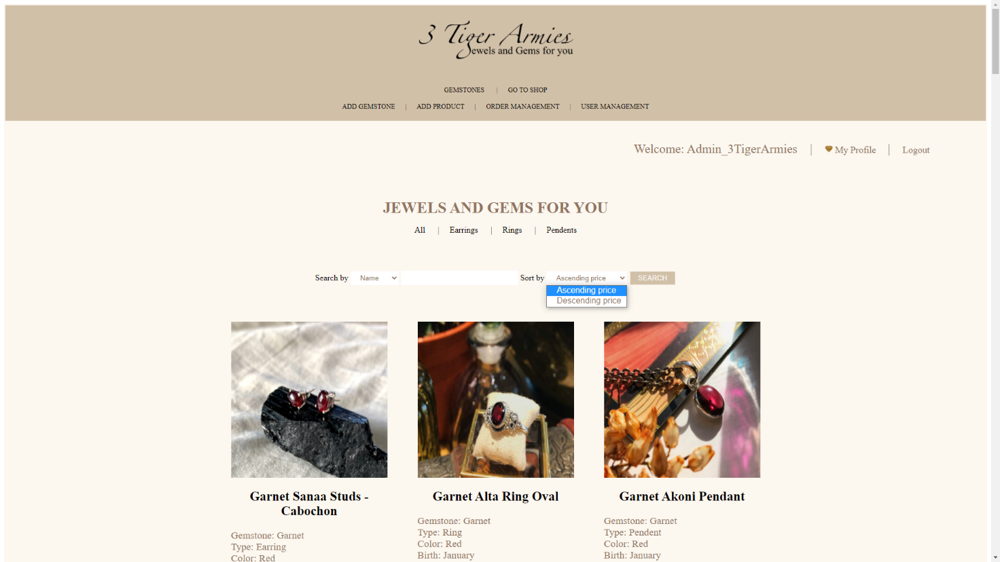 3 Tiger Armies
Jewels and Gems for you
GEMSTONES | GO TO SHOP
ADD GEMSTONE | ADD PRODUCT | ORDER MANAGEMENT | USER MANAGEMENT
Welcome: Admin_3TigerArmies | My Profile | Logout
JEWELS AND GEMS FOR YOU
All | Earrings | Rings | Pendents
Search by Name Sort by Ascending price SEARCH
Ascending price
Descending price
Garnet Sanaa Studs -
Cabochon
Gemstone: Garnet
Type: Earring
Color: Red
Garnet Alta Ring Oval
Gemstone: Garnet
Type: Ring
Color: Red
Birth: January
Garnet Akoni Pendant
Gemstone: Garnet
Type: Pendent
Color: Red
Birth: January